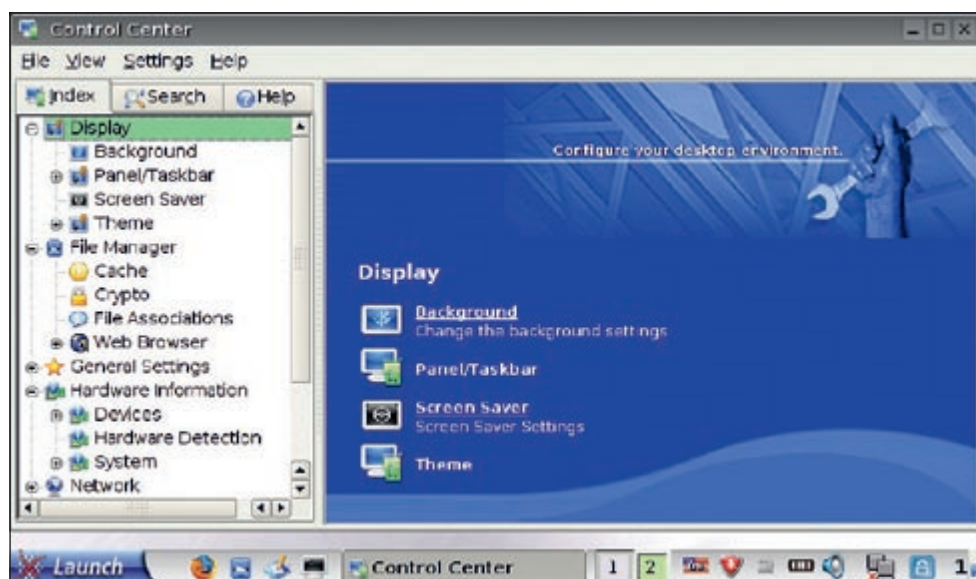 Control Center
File View Settings Help
Index Search Help
Display
Background
Panel/Taskbar
Screen Saver
Theme
File Manager
Cache
Crypto
File Associations
Web Browser
General Settings
Hardware Information
Devices
Hardware Detection
System
Network
Configure your desktop environment.
Display
Background
Change the background settings
Panel/Taskbar
Screen Saver
Screen Saver Settings
Theme
Launch Control Center 1 2 1